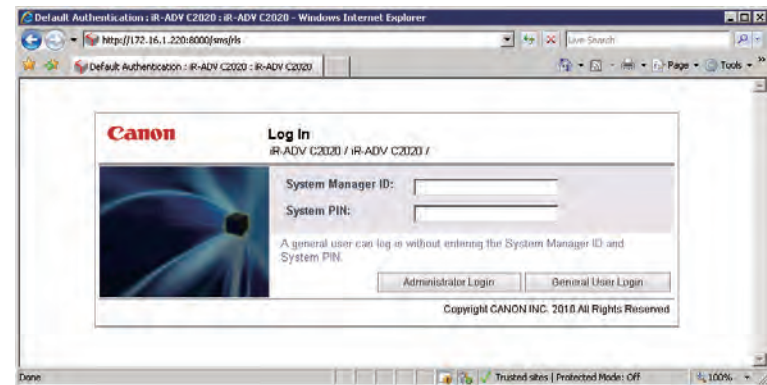 Default Authentication : iR-ADV C2020 : iR-ADV C2020 - Windows Internet Explorer
http://172.16.1.220:8000/sms/rls
Live Search
Default Authentication : iR-ADV C2020 : iR-ADV C2020
Page
Tools
Canon
Log In
iR-ADV C2020 / iR-ADV C2020 /
System Manager ID:
System PIN:
A general user can log in without entering the System Manager ID and
System PIN.
Administrator Login
General User Login
Copyright CANON INC. 2010 All Rights Reserved
Done
Trusted sites | Protected Mode: Off
100%